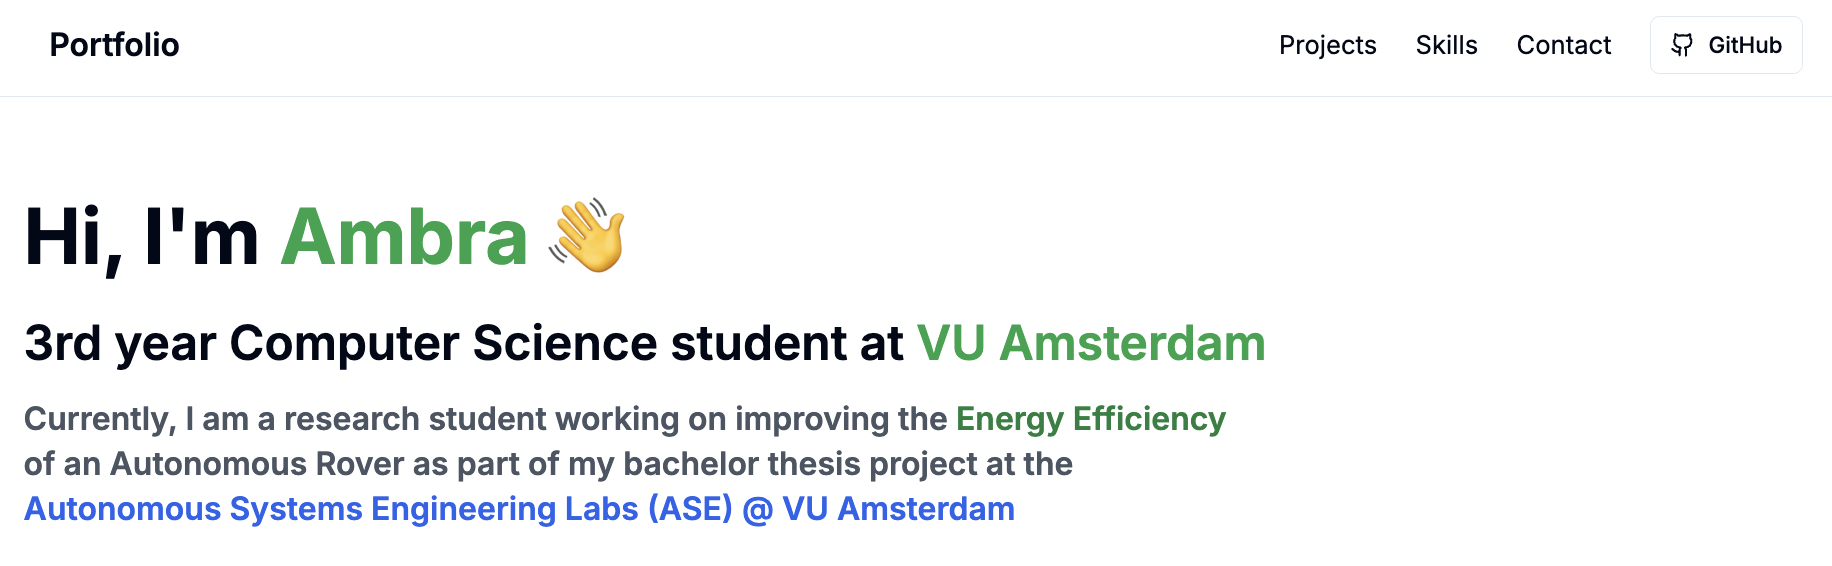 Portfolio
Projects Skills Contact GitHub
Hi, I'm Ambra 👋
3rd year Computer Science student at VU Amsterdam
Currently, I am a research student working on improving the Energy Efficiency
of an Autonomous Rover as part of my bachelor thesis project at the
Autonomous Systems Engineering Labs (ASE) @ VU Amsterdam